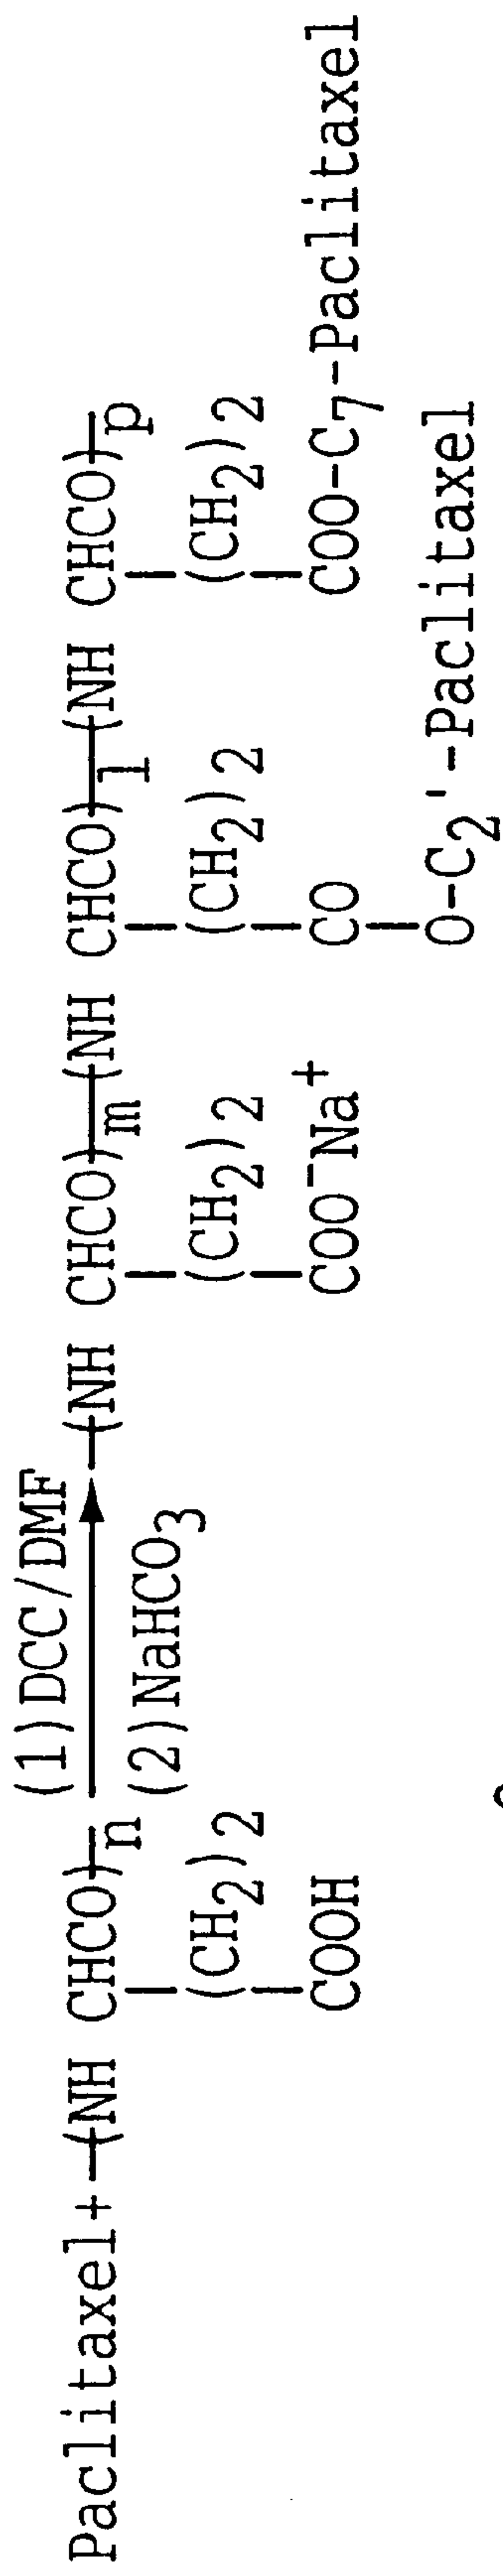 (1)DCC/DMF
Paclitaxel+ (NH CHCO)n (NH CHCO)m (NH CHCO)l (NH CHCO)p
(2)NaHCO3
(CH2)2 (CH2)2 (CH2)2 (CH2)2
COOH COO-Na+ CO COO-C7-Paclitaxel
O-C2'-Paclitaxel